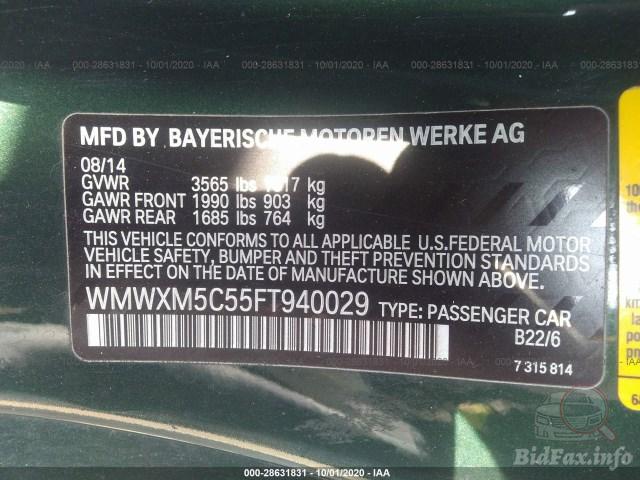 000-28631831 - 10/01/2020 - IAA
MFD BY BAYERISCHE MOTOREN WERKE AG
08/14
GVWR 3565 lbs kg
GAWR FRONT 1990 lbs 903 kg
GAWR REAR 1685 lbs 764 kg
THIS VEHICLE CONFORMS TO ALL APPLICABLE U.S.FEDERAL MOTOR
VEHICLE SAFETY, BUMPER AND THEFT PREVENTION STANDARDS
IN EFFECT ON THE DATE OF MANUFACTURE SHOWN ABOVE.
WMWXM5C55FT940029 TYPE: PASSENGER CAR
B22/6
7 315 814
BidFax.info
000-28631831 - 10/01/2020 - IAA